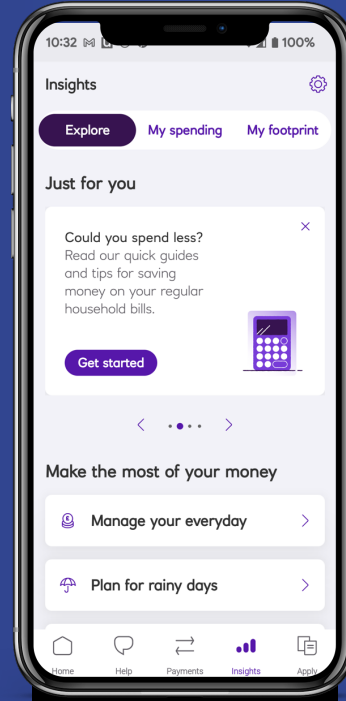 10:32
100%
Insights
Explore My spending My footprint
Just for you
Could you spend less?
Read our quick guides
and tips for saving
money on your regular
household bills.
Get started
Make the most of your money
Manage your everyday
Plan for rainy days
Home Help Payments Insights Apply